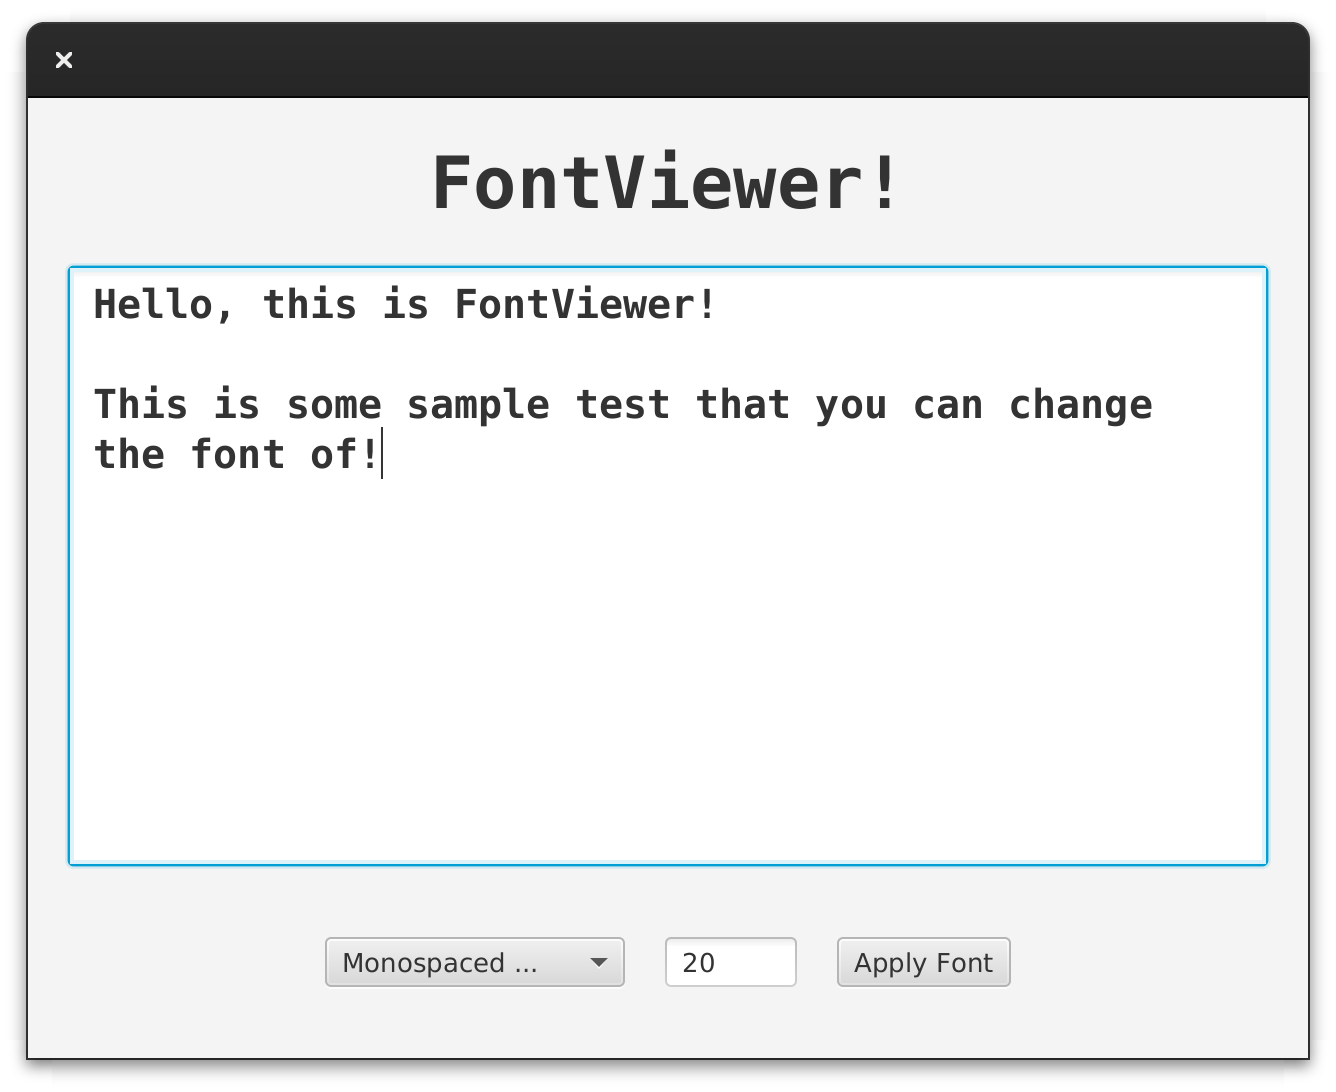 FontViewer!
Hello, this is FontViewer!
This is some sample test that you can change
the font of!
Monospaced ...
20
Apply Font